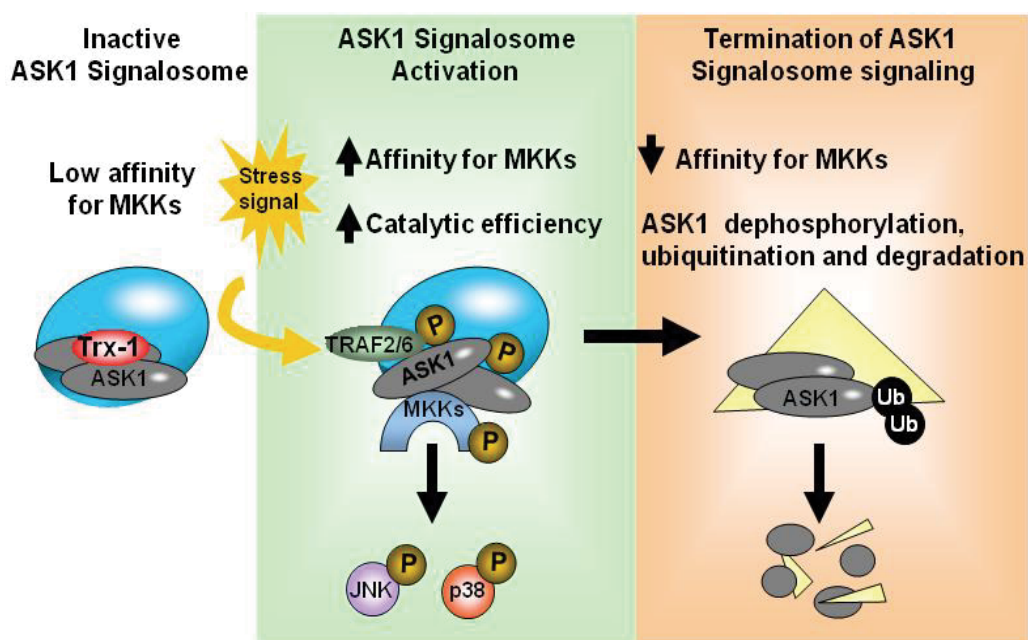 Inactive
ASK1 Signalosome
Low affinity
for MKKs
Trx-1
ASK1
Stress
signal
ASK1 Signalosome
Activation
Affinity for MKKs
Catalytic efficiency
TRAF2/6
P
P
ASK1
MKKs
P
P
JNK
P
p38
Termination of ASK1
Signalosome signaling
Affinity for MKKs
ASK1 dephosphorylation,
ubiquitination and degradation
ASK1
Ub
Ub